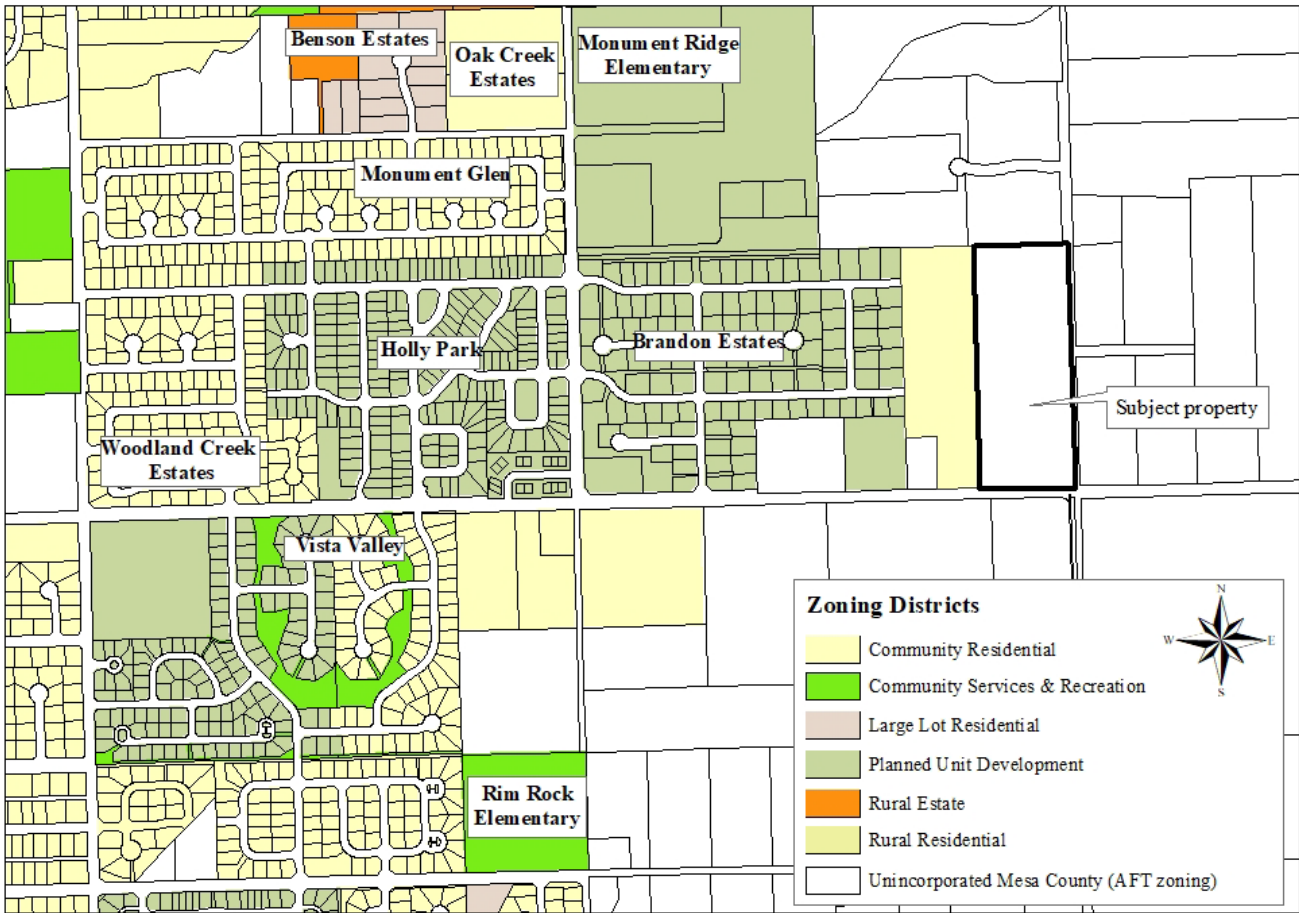 Benson Estates
Oak Creek
Estates
Monument Ridge
Elementary
Monument Glen
Holly Park
Brandon Estates
Subject property
Woodland Creek
Estates
Vista Valley
Rim Rock
Elementary
Zoning Districts
Community Residential
Community Services & Recreation
Large Lot Residential
Planned Unit Development
Rural Estate
Rural Residential
Unincorporated Mesa County (AFT zoning)
N
W
E
S